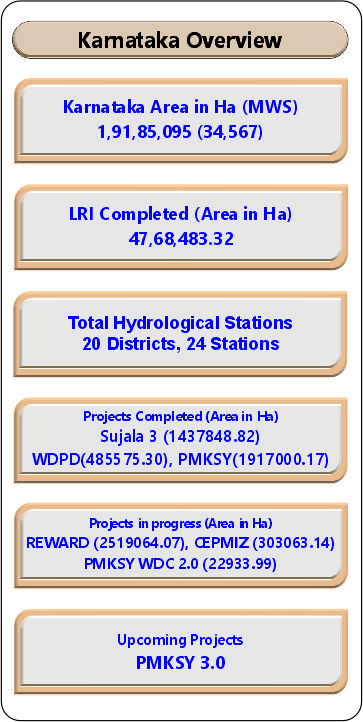 Karnataka Overview
Karnataka Area in Ha (MWS)
1,91,85,095 (34,567)
LRI Completed (Area in Ha)
47,68,483.32
Total Hydrological Stations
20 Districts, 24 Stations
Projects Completed (Area in Ha)
Sujala 3 (1437848.82)
WDPD(485575.30), PMKSY(1917000.17)
Projects in progress (Area in Ha)
REWARD (2519064.07), CEPMIZ (303063.14)
PMKSY WDC 2.0 (22933.99)
Upcoming Projects
PMKSY 3.0